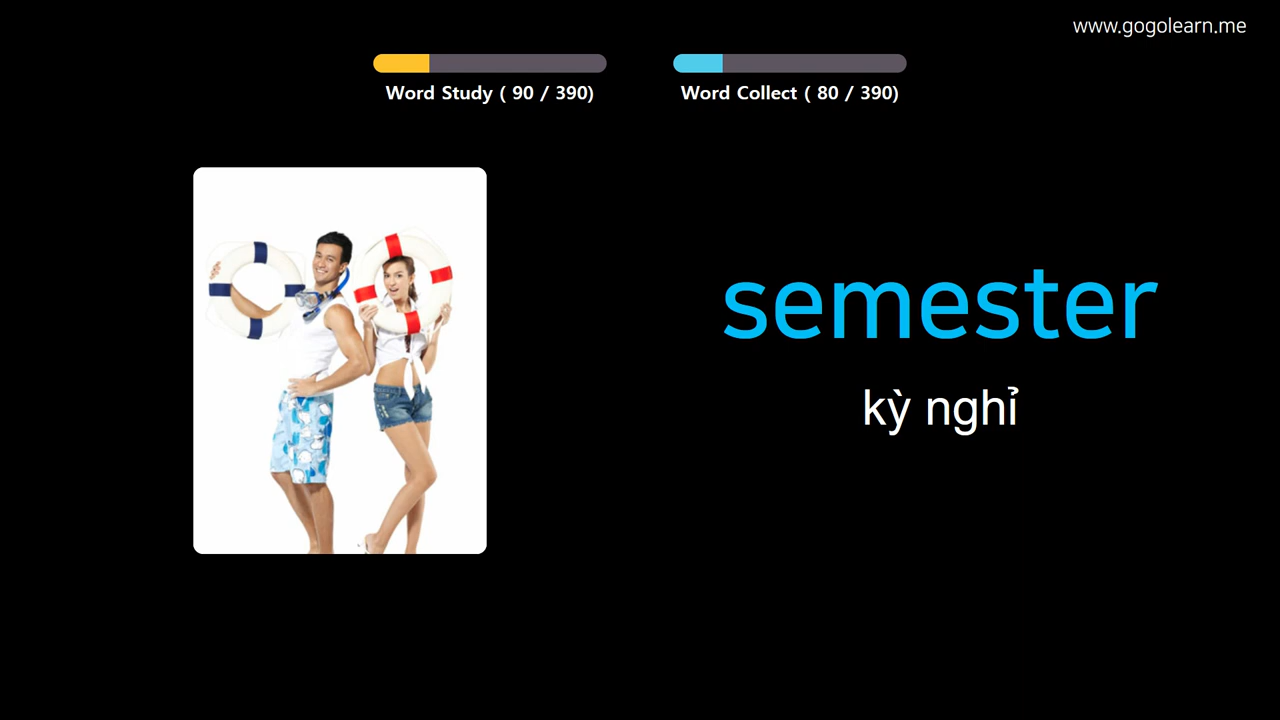 www.gogolearn.me
Word Study ( 90 / 390)
Word Collect ( 80 / 390)
semester
kỳ nghỉ